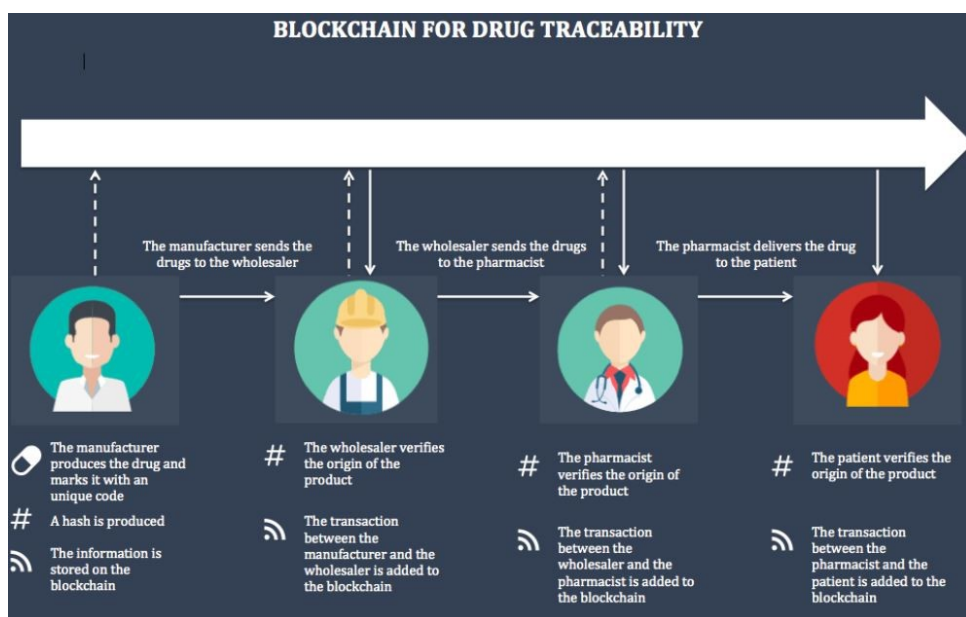 BLOCKCHAIN FOR DRUG TRACEABILITY
The manufacturer sends the
drugs to the wholesaler
The wholesaler sends the drugs
to the pharmacist
The pharmacist delivers the drug
to the patient
The manufacturer
produces the drug and
marks it with an
unique code
# A hash is produced
The information is
stored on the
blockchain
# The wholesaler verifies
the origin of the
product
The transaction
between the
manufacturer and the
wholesaler is added to
the blockchain
# The pharmacist
verifies the origin of
the product
The transaction
between the
wholesaler and the
pharmacist is added to
the blockchain
# The patient verifies the
origin of the product
The transaction
between the
pharmacist and the
patient is added to the
blockchain